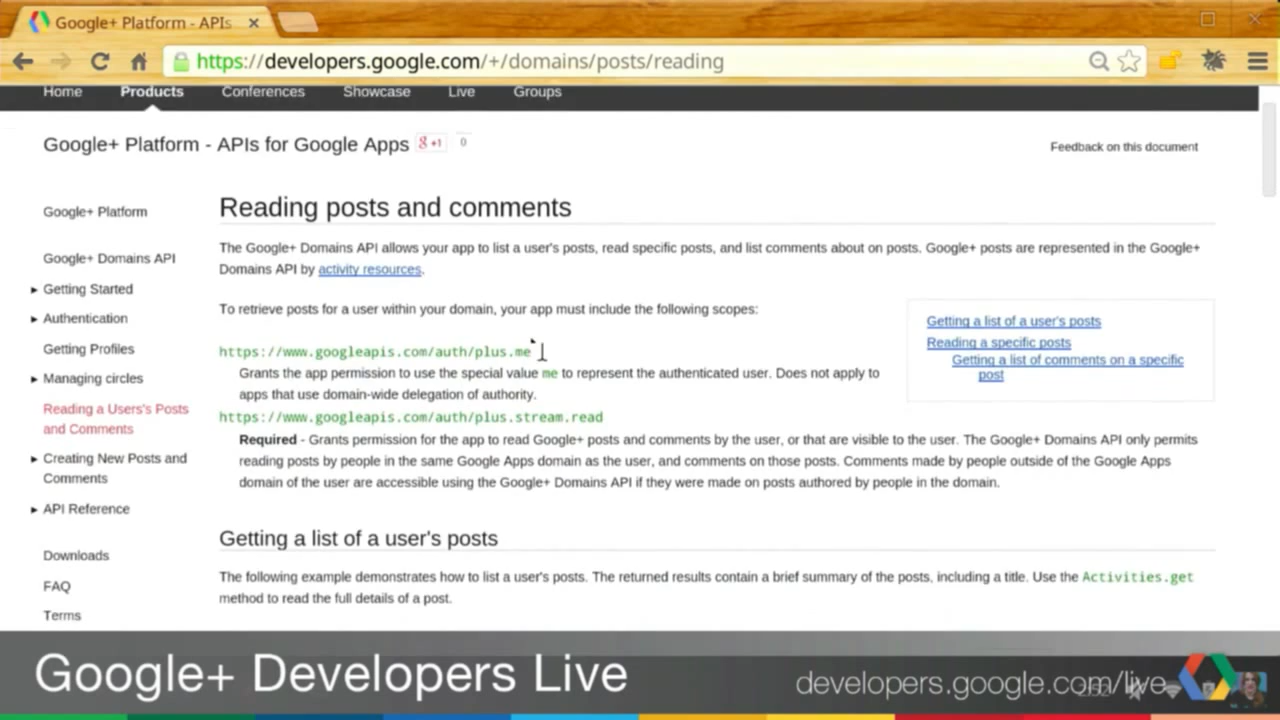 Google+ Platform - APIs
https://developers.google.com/+/domains/posts/reading
Home Products Conferences Showcase Live Groups
Google+ Platform - APIs for Google Apps g +1 0
Feedback on this document
Google+ Platform
Google+ Domains API
Getting Started
Authentication
Getting Profiles
Managing circles
Reading a Users's Posts
and Comments
Creating New Posts and
Comments
API Reference
Downloads
FAQ
Terms
Reading posts and comments
The Google+ Domains API allows your app to list a user's posts, read specific posts, and list comments about on posts. Google+ posts are represented in the Google+
Domains API by activity resources.
To retrieve posts for a user within your domain, your app must include the following scopes:
https://www.googleapis.com/auth/plus.me
Grants the app permission to use the special value me to represent the authenticated user. Does not apply to
apps that use domain-wide delegation of authority.
https://www.googleapis.com/auth/plus.stream.read
Required - Grants permission for the app to read Google+ posts and comments by the user, or that are visible to the user. The Google+ Domains API only permits
reading posts by people in the same Google Apps domain as the user, and comments on those posts. Comments made by people outside of the Google Apps
domain of the user are accessible using the Google+ Domains API if they were made on posts authored by people in the domain.
Getting a list of a user's posts
Reading a specific posts
Getting a list of comments on a specific
post
Getting a list of a user's posts
The following example demonstrates how to list a user's posts. The returned results contain a brief summary of the posts, including a title. Use the Activities.get
method to read the full details of a post.
Google+ Developers Live
developers.google.com/live